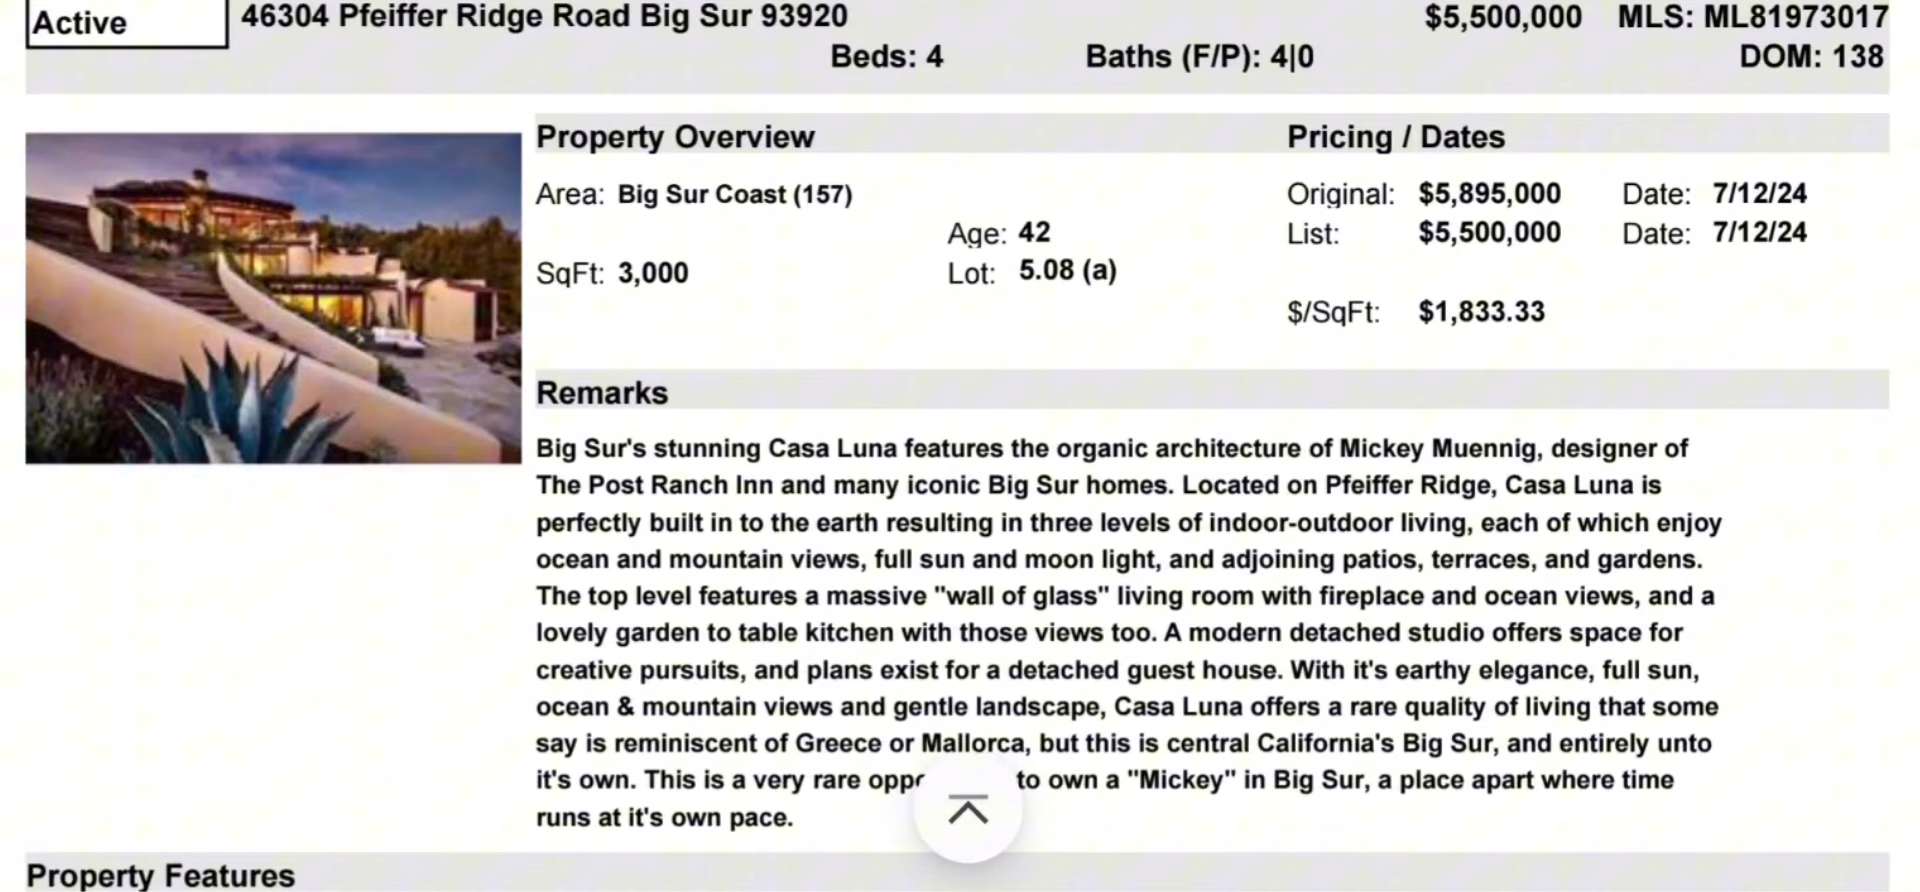 Active
46304 Pfeiffer Ridge Road Big Sur 93920
$5,500,000 MLS: ML81973017
Beds: 4 Baths (F/P): 4|0 DOM: 138
Property Overview
Area: Big Sur Coast (157)
Age: 42
SqFt: 3,000 Lot: 5.08 (a)
Pricing / Dates
Original: $5,895,000 Date: 7/12/24
List: $5,500,000 Date: 7/12/24
$/SqFt: $1,833.33
Remarks
Big Sur's stunning Casa Luna features the organic architecture of Mickey Muennig, designer of
The Post Ranch Inn and many iconic Big Sur homes. Located on Pfeiffer Ridge, Casa Luna is
perfectly built in to the earth resulting in three levels of indoor-outdoor living, each of which enjoy
ocean and mountain views, full sun and moon light, and adjoining patios, terraces, and gardens.
The top level features a massive "wall of glass" living room with fireplace and ocean views, and a
lovely garden to table kitchen with those views too. A modern detached studio offers space for
creative pursuits, and plans exist for a detached guest house. With it's earthy elegance, full sun,
ocean & mountain views and gentle landscape, Casa Luna offers a rare quality of living that some
say is reminiscent of Greece or Mallorca, but this is central California's Big Sur, and entirely unto
it's own. This is a very rare to own a "Mickey" in Big Sur, a place apart where time
runs at it's own pace.
Property Features